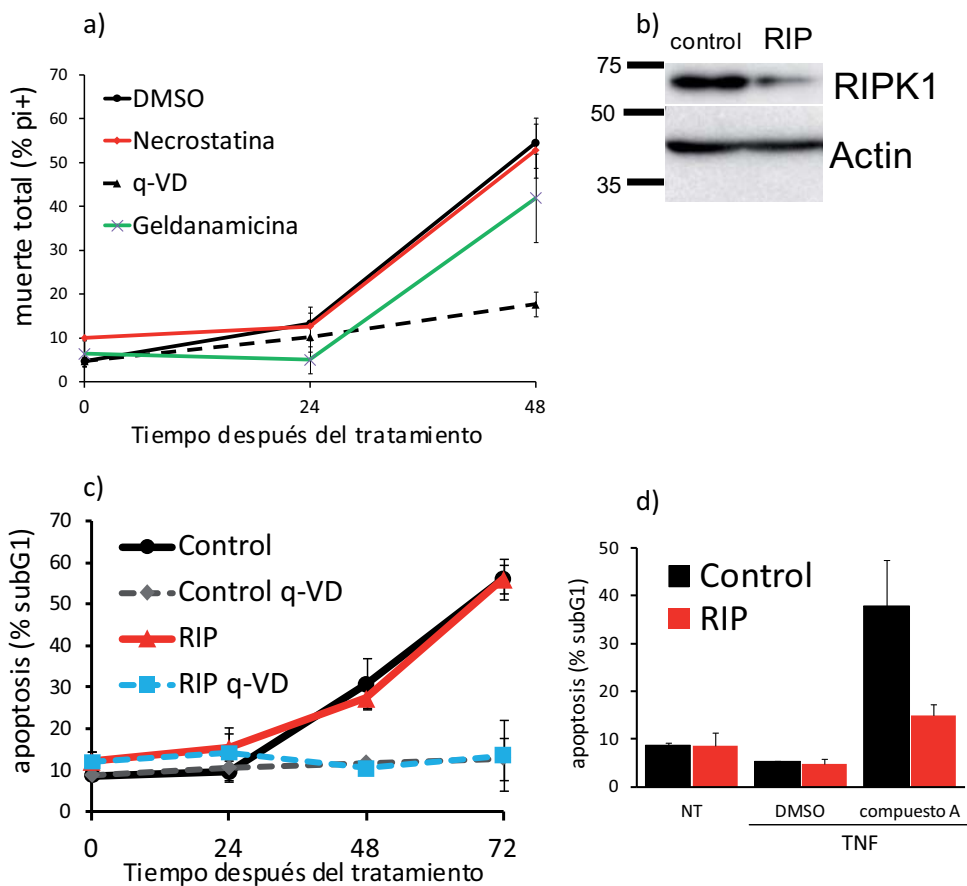 a)
muerte total (% pi+)
70
60
50
40
30
20
10
0
DMSO
Necrostatina
q-VD
Geldanamicina
0 24 48
Tiempo después del tratamiento
b)
control RIP
75
50
35
RIPK1
Actin
c)
apoptosis (% subG1)
70
60
50
40
30
20
10
0
Control
Control q-VD
RIP
RIP q-VD
0 24 48 72
Tiempo después del tratamiento
d)
apoptosis (% subG1)
50
40
30
20
10
0
Control
RIP
NT DMSO compuesto A
TNF